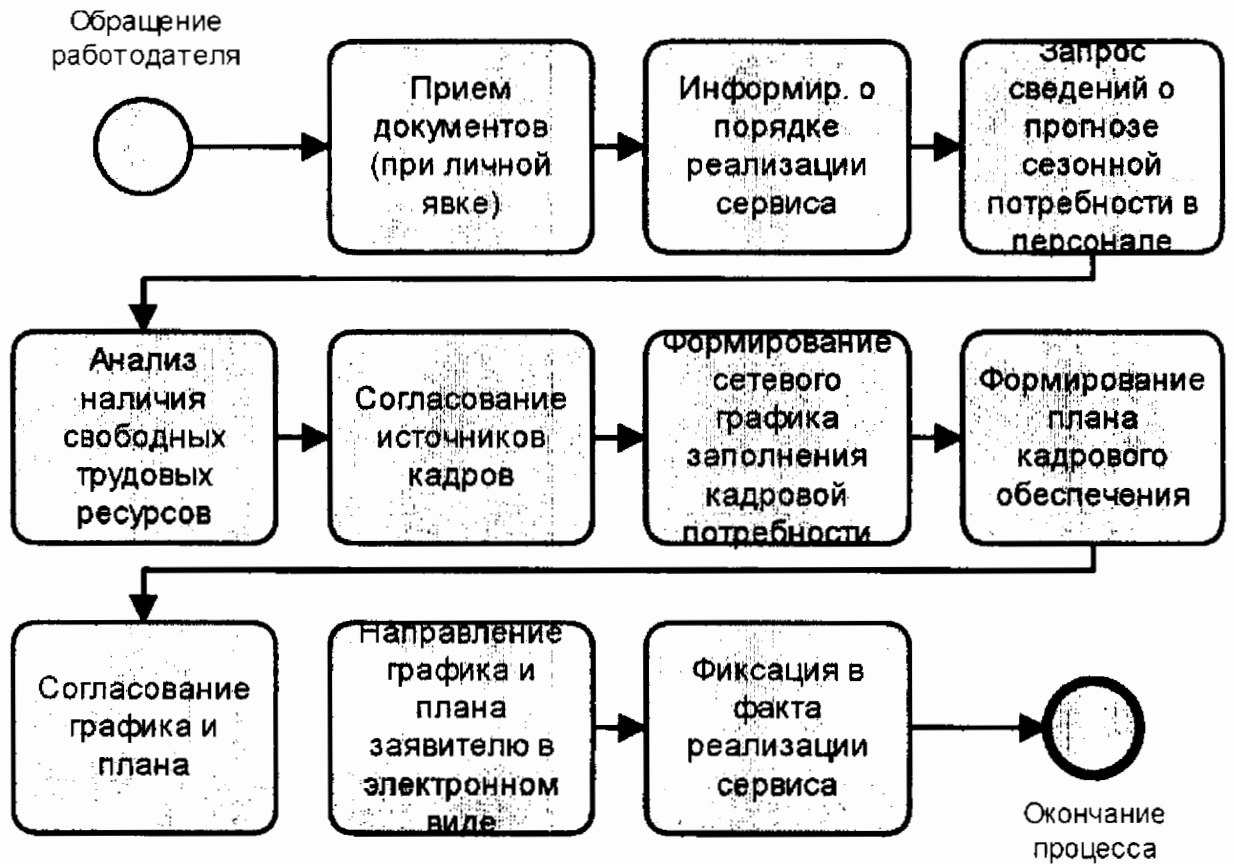 Обращение
работодателя
Прием
документов
(при личной
явке)
Информир. о
порядке
реализации
сервиса
Запрос
сведений о
прогнозе
сезонной
потребности в
персонале
Анализ
наличия
свободных
трудовых
ресурсов
Согласование
источников
кадров
Формирование
сетевого
графика
заполнения
кадровой
потребности
Формирование
плана
кадрового
обеспечения
Согласование
графика и
плана
Направление
графика и
плана
заявителю в
электронном
виде
Фиксация в
факта
реализации
сервиса
Окончание
процесса